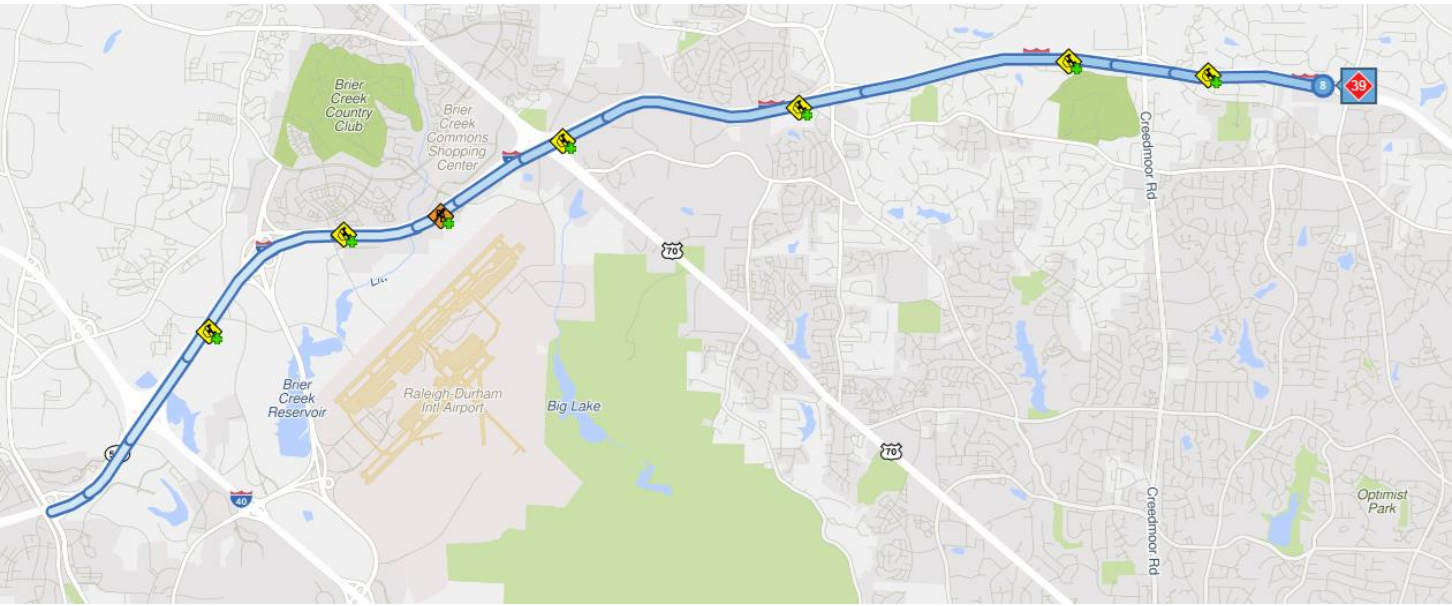 Brier
Creek
Country
Club
Brier
Creek
Commons
Shopping
Center
8
39
Creedmoor Rd
70
Brier
Creek
Reservoir
Raleigh-Durham
Intl Airport
Big Lake
70
40
Optimist
Park
Creedmoor Rd